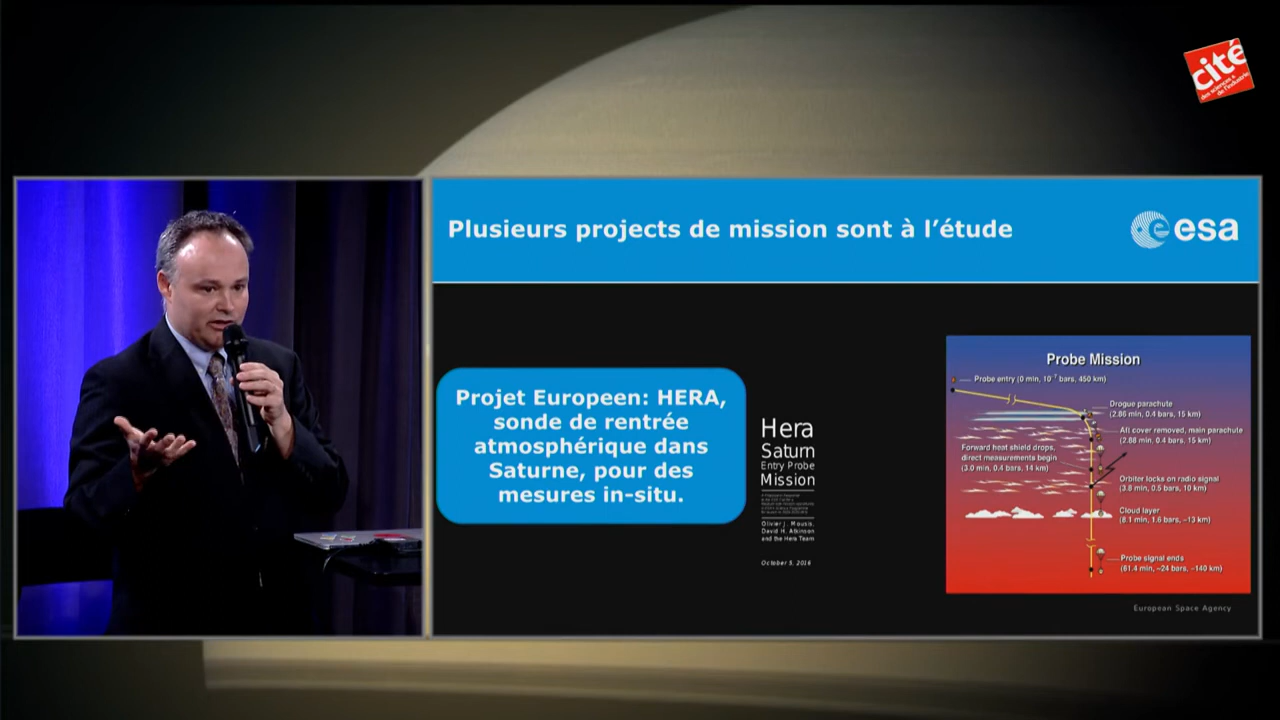 cité
des sciences &
de l'industrie
Plusieurs projects de mission sont à l'étude
esa
Projet Europeen: HERA,
sonde de rentrée
atmosphérique dans
Saturne, pour des
mesures in-situ.
Hera
Saturn
Entry Probe
Mission
Olivier J. Mousis,
David H. Atkinson
and the Hera Team
October 5, 2016
Probe Mission
Probe entry (0 min, 10⁻⁷ bars, 450 km)
Drogue parachute
(2.86 min, 0.4 bars, 15 km)
Aft cover removed, main parachute
(2.88 min, 0.4 bars, 15 km)
Forward heat shield drops,
direct measurements begin
(3.0 min, 0.4 bars, 14 km)
Orbiter locks on radio signal
(3.8 min, 0.5 bars, 10 km)
Cloud layer
(8.1 min, 1.6 bars, –13 km)
Probe signal ends
(61.4 min, ~24 bars, –140 km)
European Space Agency